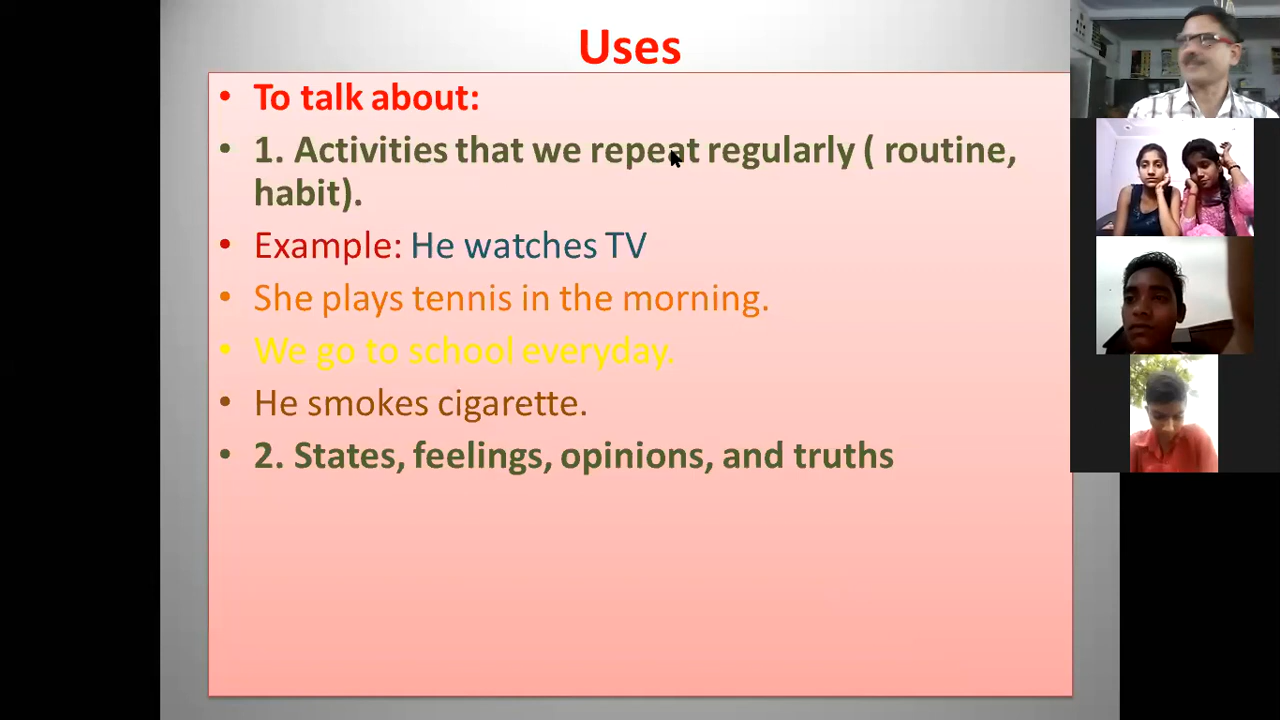 Uses
• To talk about:
• 1. Activities that we repeat regularly ( routine,
habit).
• Example: He watches TV
• She plays tennis in the morning.
• We go to school everyday.
• He smokes cigarette.
• 2. States, feelings, opinions, and truths